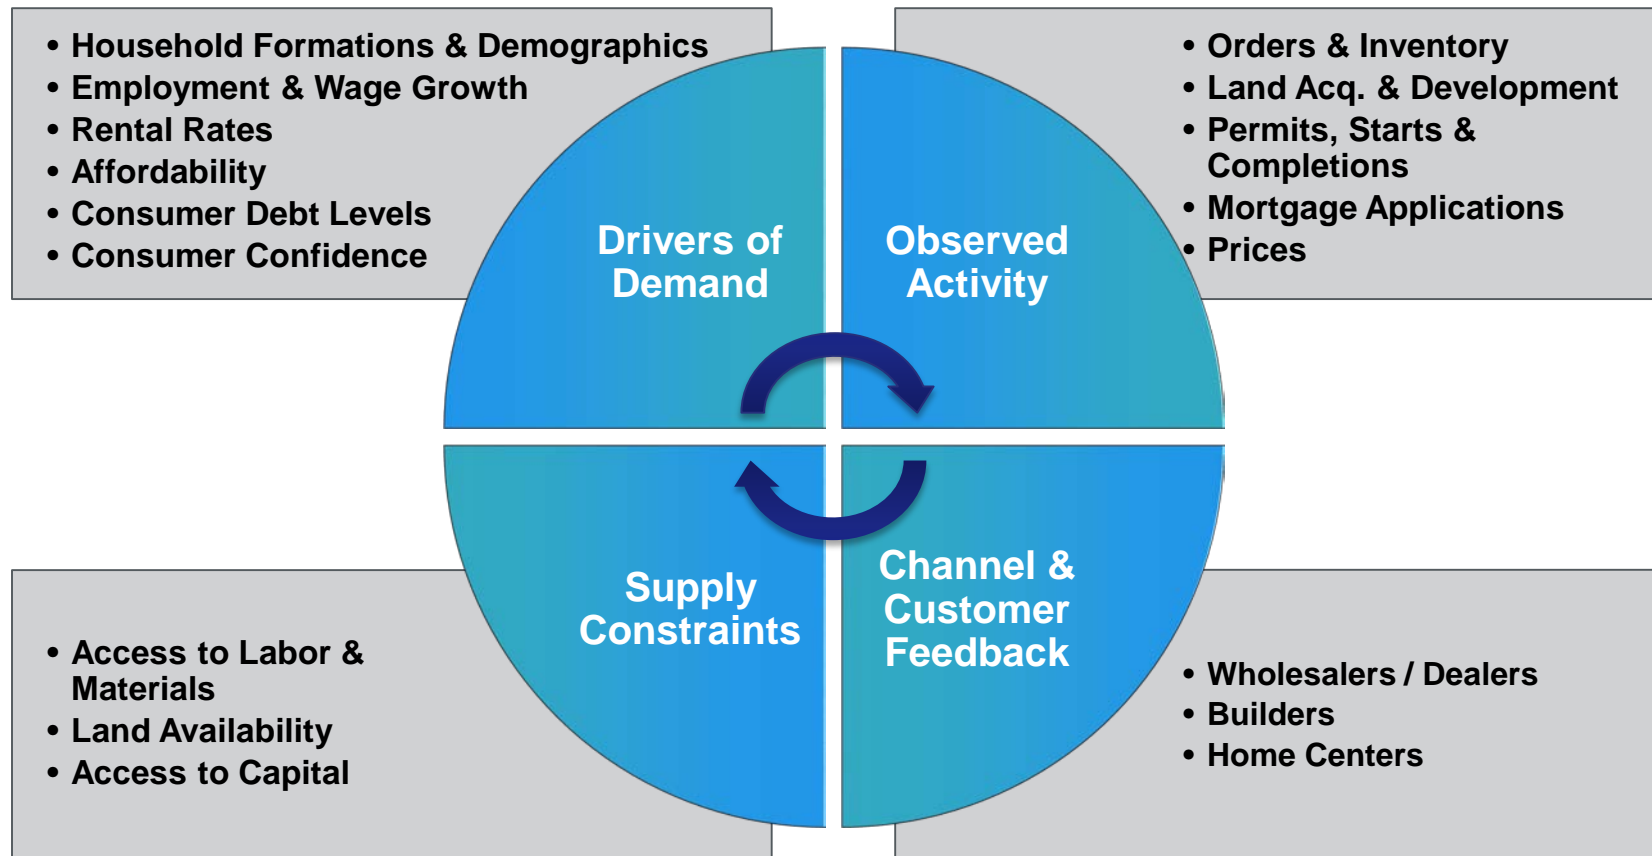 • Household Formations & Demographics
• Employment & Wage Growth
• Rental Rates
• Affordability
• Consumer Debt Levels
• Consumer Confidence
Drivers of
Demand
• Orders & Inventory
• Land Acq. & Development
• Permits, Starts &
Completions
• Mortgage Applications
• Prices
Observed
Activity
Supply
Constraints
• Access to Labor &
Materials
• Land Availability
• Access to Capital
Channel &
Customer
Feedback
• Wholesalers / Dealers
• Builders
• Home Centers